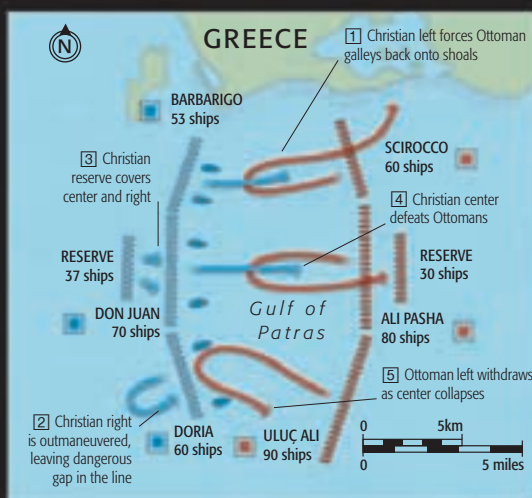 N
GREECE
1 Christian left forces Ottoman
galleys back onto shoals
BARBARIGO
53 ships
SCIROCCO
60 ships
3 Christian
reserve covers
center and right
4 Christian center
defeats Ottomans
RESERVE
37 ships
RESERVE
30 ships
Gulf of
Patras
DON JUAN
70 ships
ALI PASHA
80 ships
5 Ottoman left withdraws
as center collapses
2 Christian right
is outmaneuvered,
leaving dangerous
gap in the line
DORIA
60 ships
ULUÇ ALI
90 ships
0 5km
0 5 miles